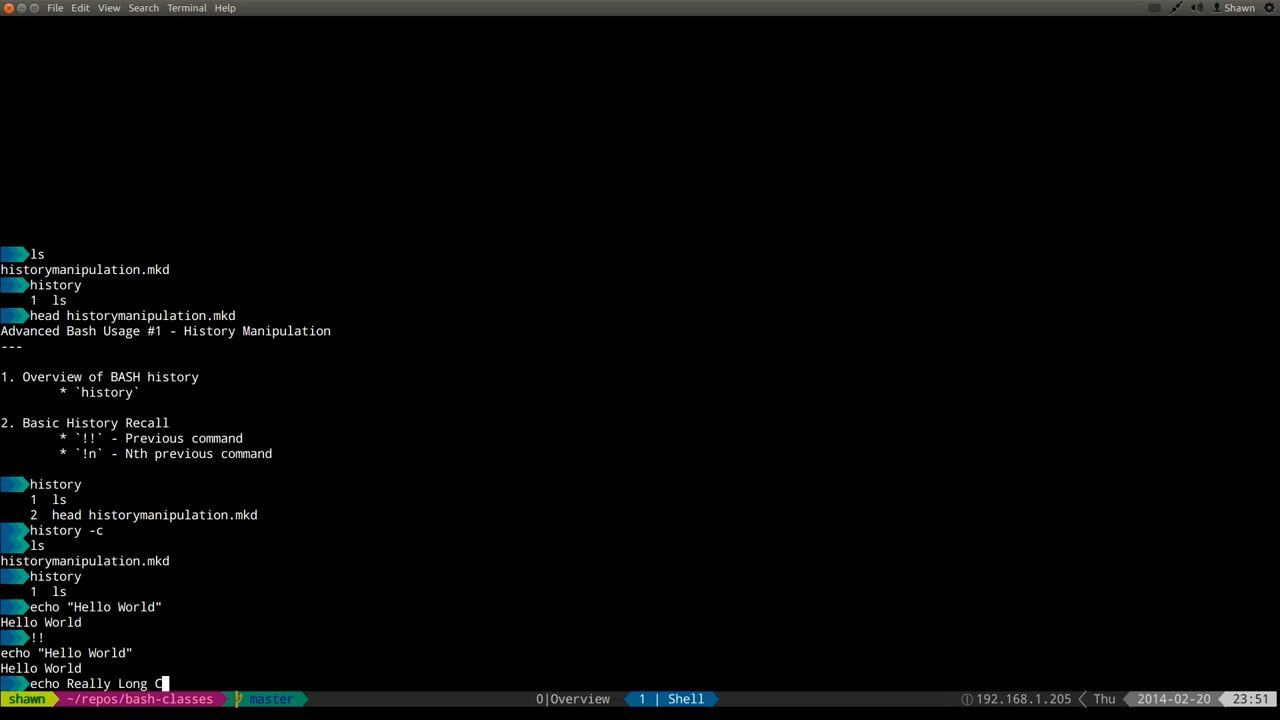 File Edit View Search Terminal Help Shawn
ls
historymanipulation.mkd
history
1 ls
head historymanipulation.mkd
Advanced Bash Usage #1 - History Manipulation
---
1. Overview of BASH history
* `history`
2. Basic History Recall
* `!!` - Previous command
* `!n` - Nth previous command
history
1 ls
2 head historymanipulation.mkd
history -c
ls
historymanipulation.mkd
history
1 ls
echo "Hello World"
Hello World
!!
echo "Hello World"
Hello World
echo Really Long C
shawn ~/repos/bash-classes master 0|Overview 1 | Shell 192.168.1.205 Thu 2014-02-20 23:51